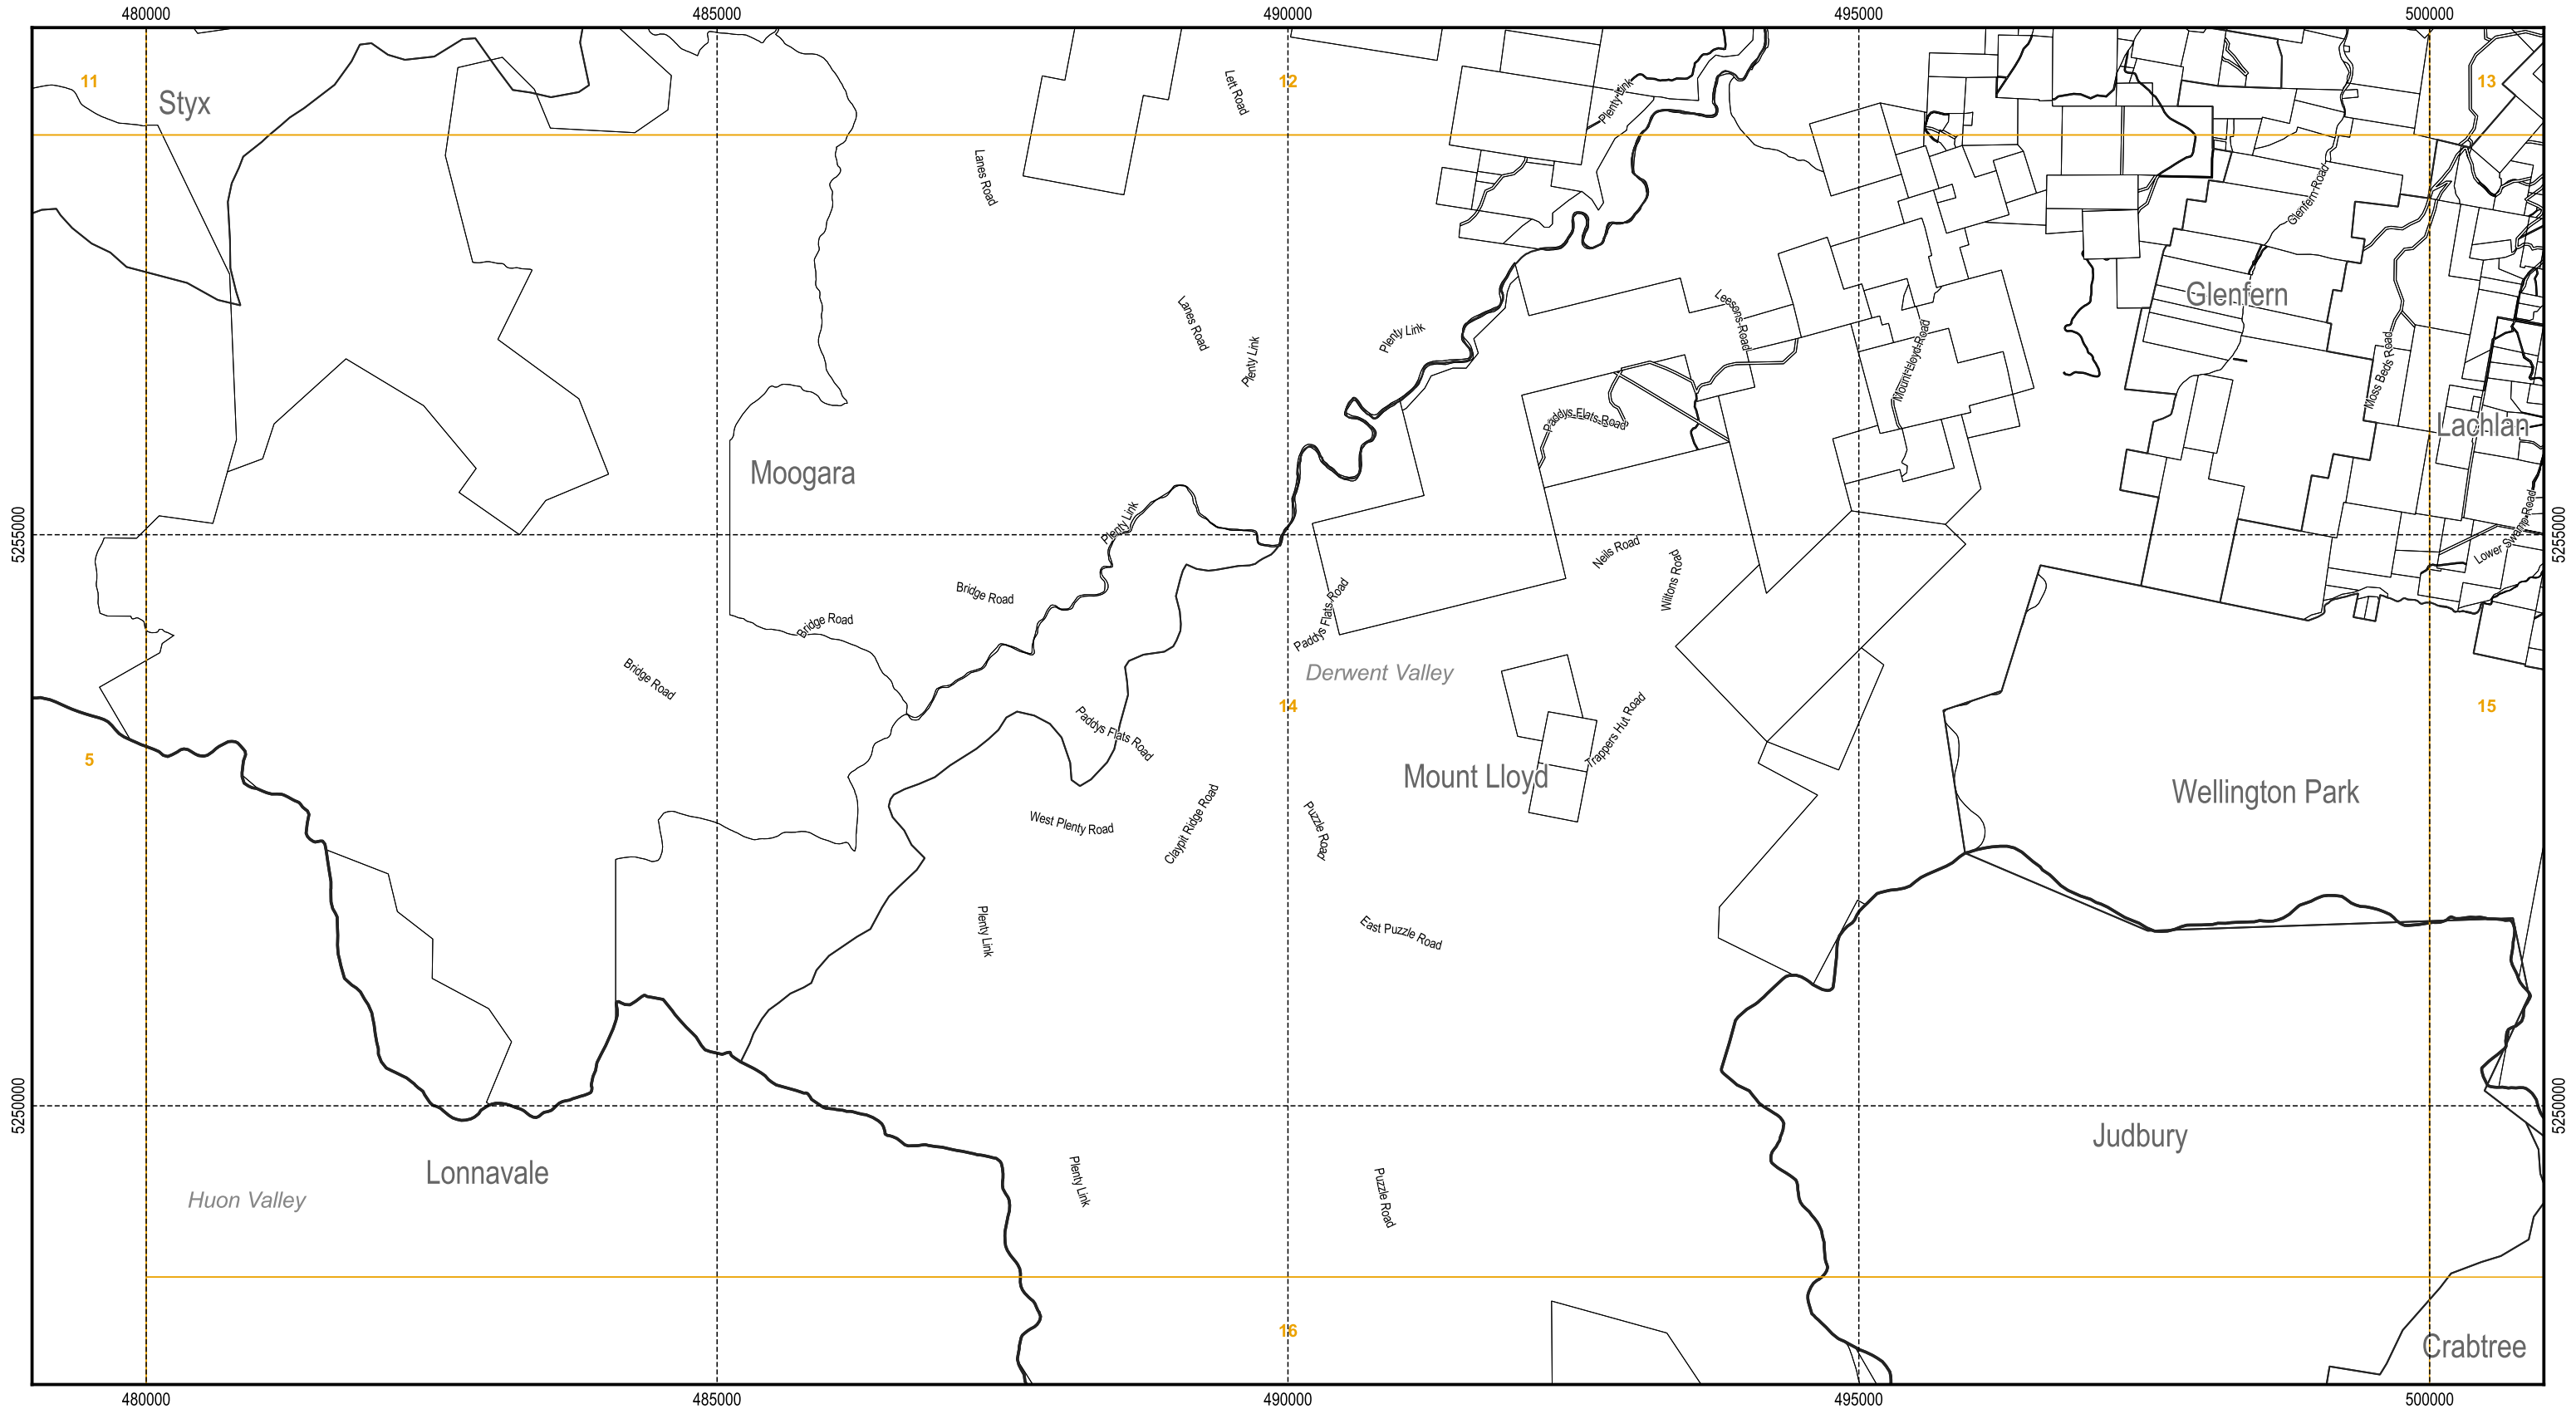 480000
485000
490000
495000
500000
11
12
13
Styx
Lett Road
Plenty Link
Lanes Road
Glenfern Road
Glenfern
Lanes Road
Plenty Link
Plenty Link
Leesons Road
Mount Lloyd Road
Moss Beds Road
Paddys Flats Road
Lachlan
Moogara
Plenty Link
Neils Road
Wiltons Road
Lower Swamp Road
5255000
5255000
Bridge Road
Bridge Road
Paddys Flats Road
Bridge Road
Derwent Valley
14
15
Paddys Flats Road
Trappers Hut Road
5
Mount Lloyd
Wellington Park
West Plenty Road
Claypit Ridge Road
Puzzle Road
Plenty Link
East Puzzle Road
5250000
5250000
Judbury
Lonnavale
Huon Valley
Plenty Link
Puzzle Road
16
Crabtree
480000
485000
490000
495000
500000